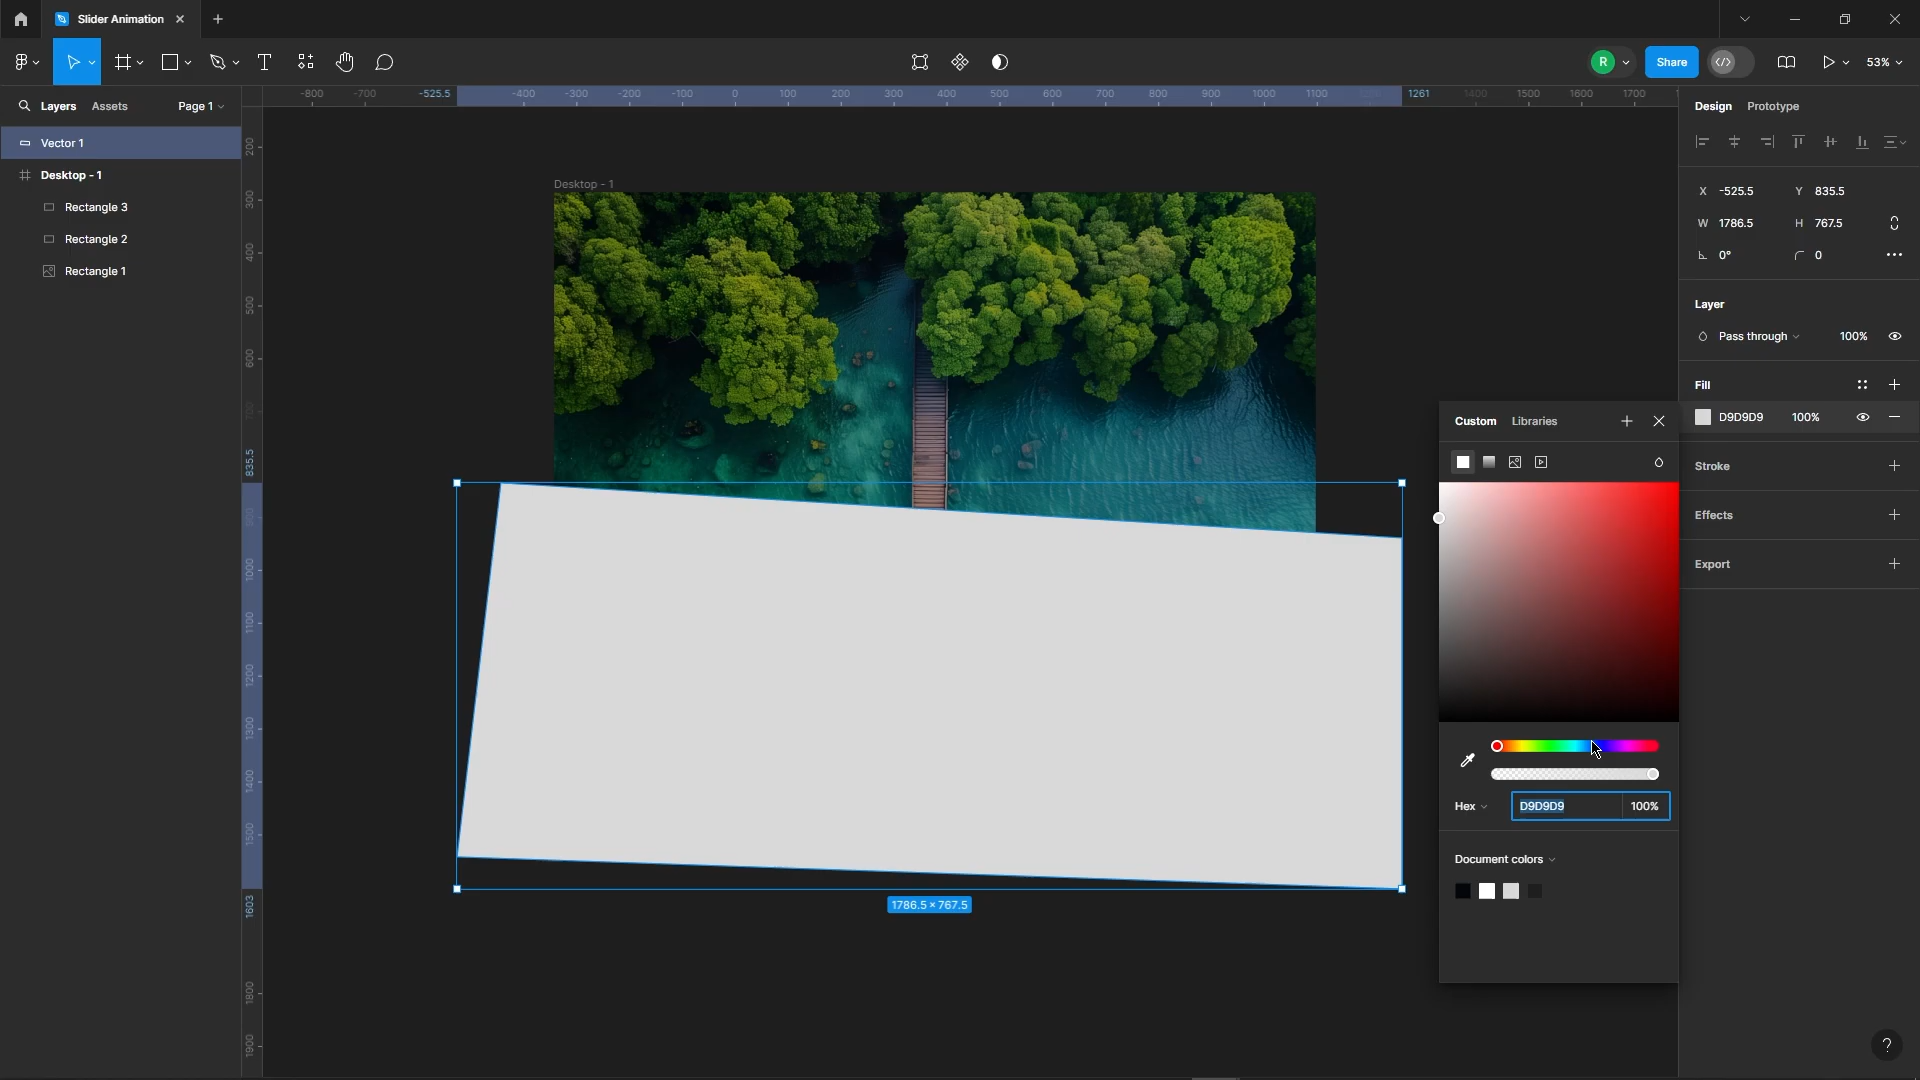 Slider Animation
R
Share
53%
Layers
Assets
Page 1
-800
-700
-525.5
-400
-300
-200
-100
0
100
200
300
400
500
600
700
800
900
1000
1100
1261
1400
1500
1600
1700
Design
Prototype
Vector 1
Desktop - 1
Rectangle 3
Rectangle 2
Rectangle 1
200
300
400
500
600
700
835.5
900
1000
1100
1200
1300
1400
1500
1603
1800
1900
Desktop - 1
1786.5 × 767.5
X -525.5 Y 835.5
W 1786.5 H 767.5
0° 0
Layer
Pass through 100%
Fill
D9D9D9 100%
Stroke
Effects
Export
Custom
Libraries
Hex D9D9D9 100%
Document colors
?